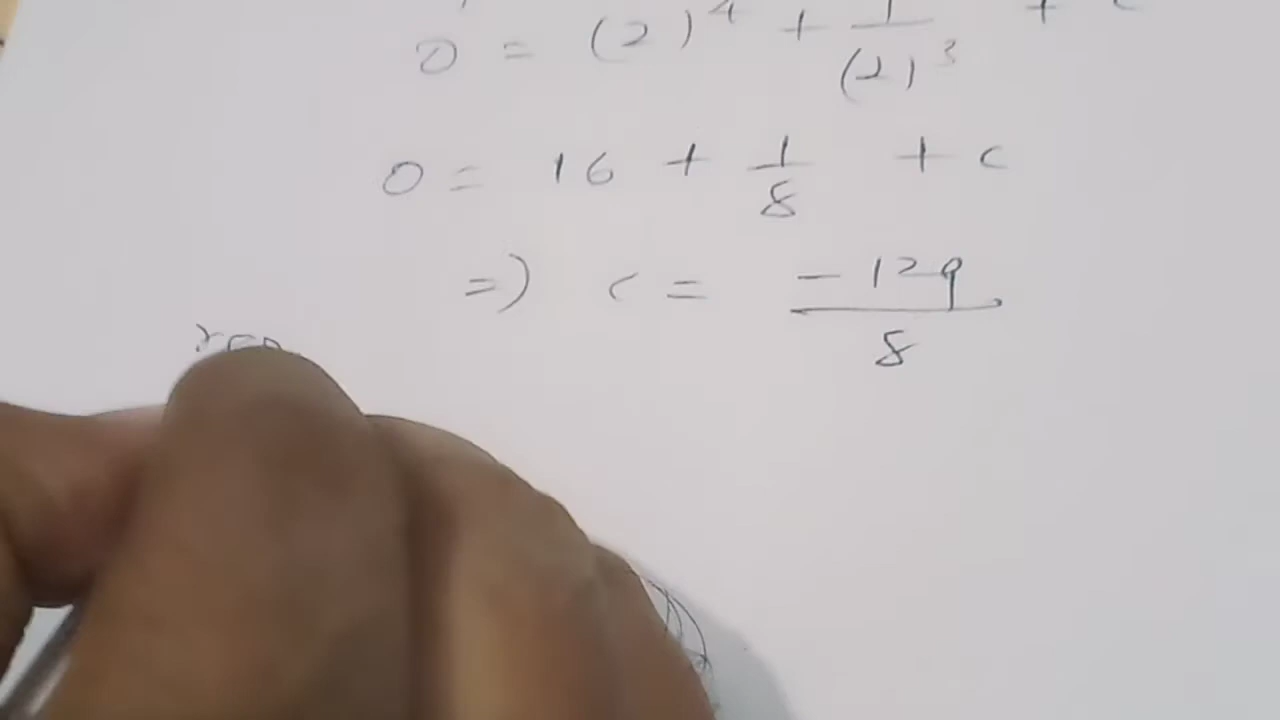 0 = (2)^4 + 1/(2)^3 + c
0 = 16 + 1/8 + c
=) c = -129/8